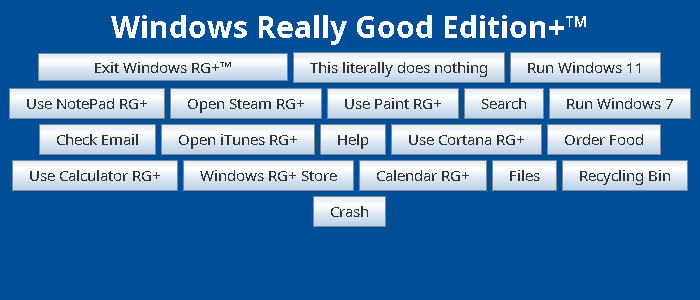 Windows Really Good Edition+™
Exit Windows RG+™ This literally does nothing Run Windows 11
Use NotePad RG+ Open Steam RG+ Use Paint RG+ Search Run Windows 7
Check Email Open iTunes RG+ Help Use Cortana RG+ Order Food
Use Calculator RG+ Windows RG+ Store Calendar RG+ Files Recycling Bin
Crash